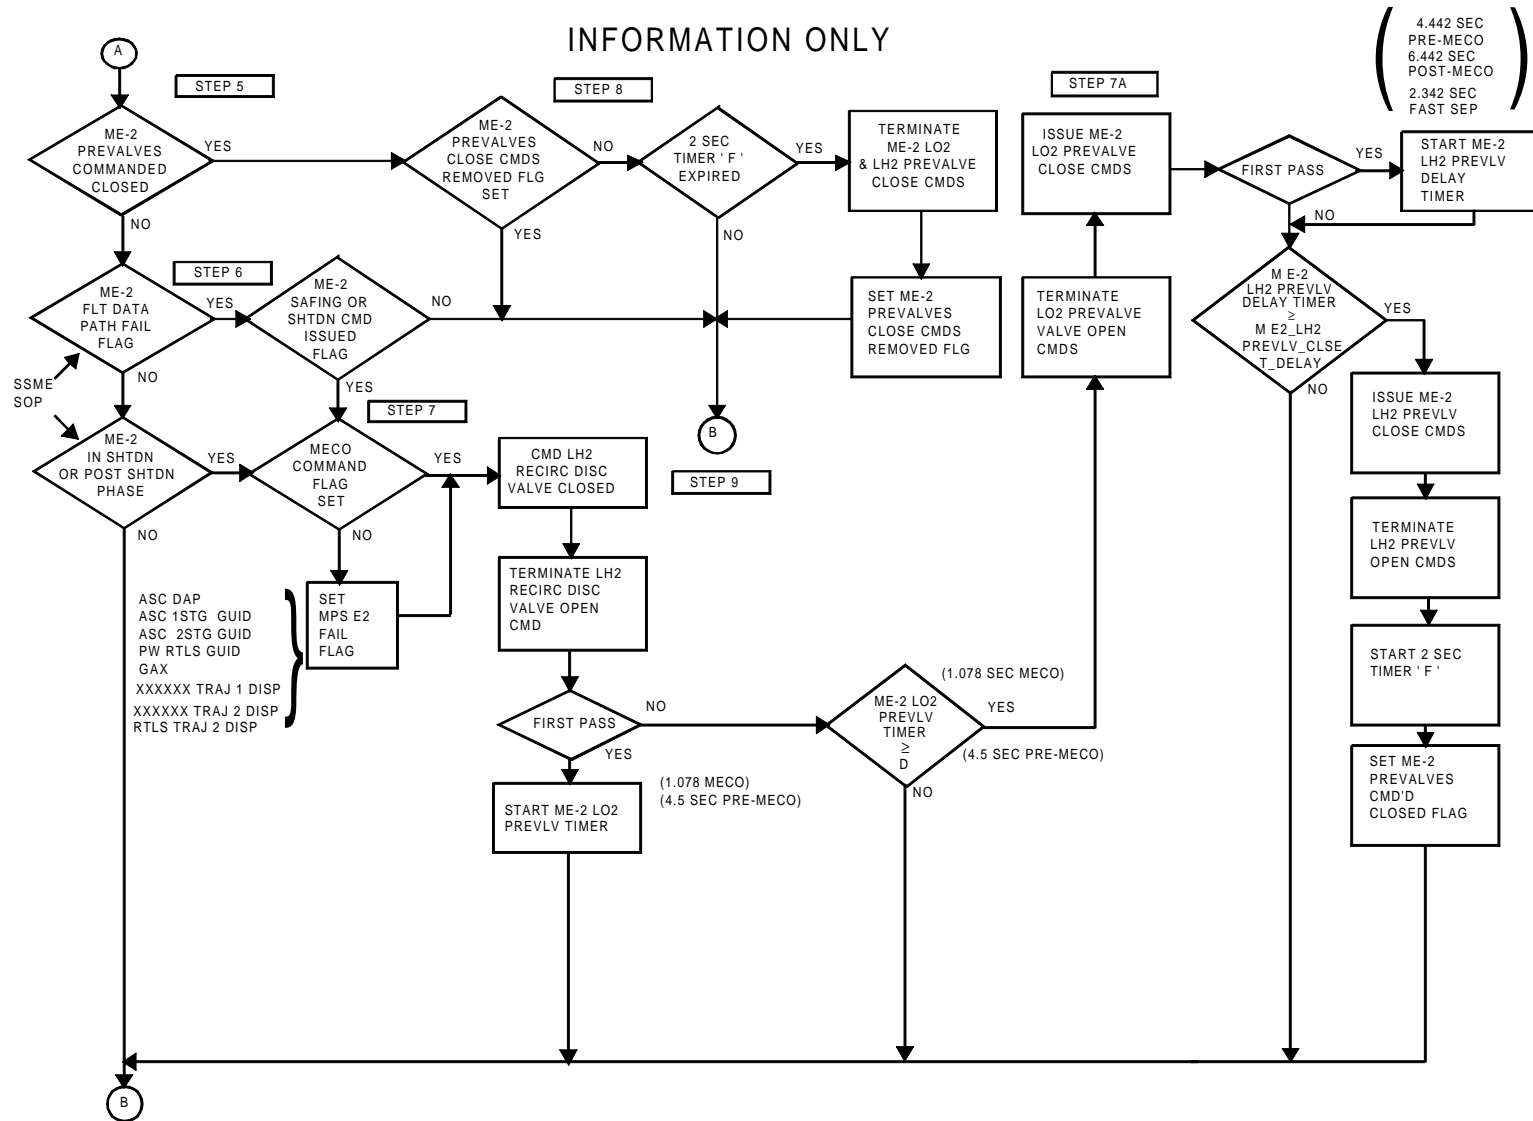 INFORMATION ONLY
4.442 SEC
PRE-MECO
6.442 SEC
POST-MECO
2.342 SEC
FAST SEP
A
STEP 5
ME-2
PREVALVES
COMMANDED
CLOSED
YES
NO
STEP 8
ME-2
PREVALVES
CLOSE CMDS
REMOVED FLG
SET
NO
YES
2 SEC
TIMER ' F '
EXPIRED
YES
NO
TERMINATE
ME-2 LO2
& LH2 PREVALVE
CLOSE CMDS
SET ME-2
PREVALVES
CLOSE CMDS
REMOVED FLG
B
STEP 9
STEP 6
ME-2
FLT DATA
PATH FAIL
FLAG
YES
NO
ME-2
SAFING OR
SHTDN CMD
ISSUED
FLAG
NO
YES
SSME
SOP
ME-2
IN SHTDN
OR POST SHTDN
PHASE
YES
NO
STEP 7
MECO
COMMAND
FLAG
SET
YES
NO
SET
MPS E2
FAIL
FLAG
ASC DAP
ASC 1STG GUID
ASC 2STG GUID
PW RTLS GUID
GAX
XXXXXX TRAJ 1 DISP
XXXXXX TRAJ 2 DISP
RTLS TRAJ 2 DISP
CMD LH2
RECIRC DISC
VALVE CLOSED
TERMINATE LH2
RECIRC DISC
VALVE OPEN
CMD
FIRST PASS
NO
YES
START ME-2 LO2
PREVLV TIMER
(1.078 MECO)
(4.5 SEC PRE-MECO)
ME-2 LO2
PREVLV
TIMER
≥
D
(1.078 SEC MECO)
YES
(4.5 SEC PRE-MECO)
NO
STEP 7A
ISSUE ME-2
LO2 PREVALVE
CLOSE CMDS
TERMINATE
LO2 PREVALVE
VALVE OPEN
CMDS
FIRST PASS
YES
NO
START ME-2
LH2 PREVLV
DELAY
TIMER
M E-2
LH2 PREVLV
DELAY TIMER
≥
M E2_LH2
PREVLV_CLSE
T_DELAY
YES
NO
ISSUE ME-2
LH2 PREVLV
CLOSE CMDS
TERMINATE
LH2 PREVLV
OPEN CMDS
START 2 SEC
TIMER ' F '
SET ME-2
PREVALVES
CMD'D
CLOSED FLAG
B